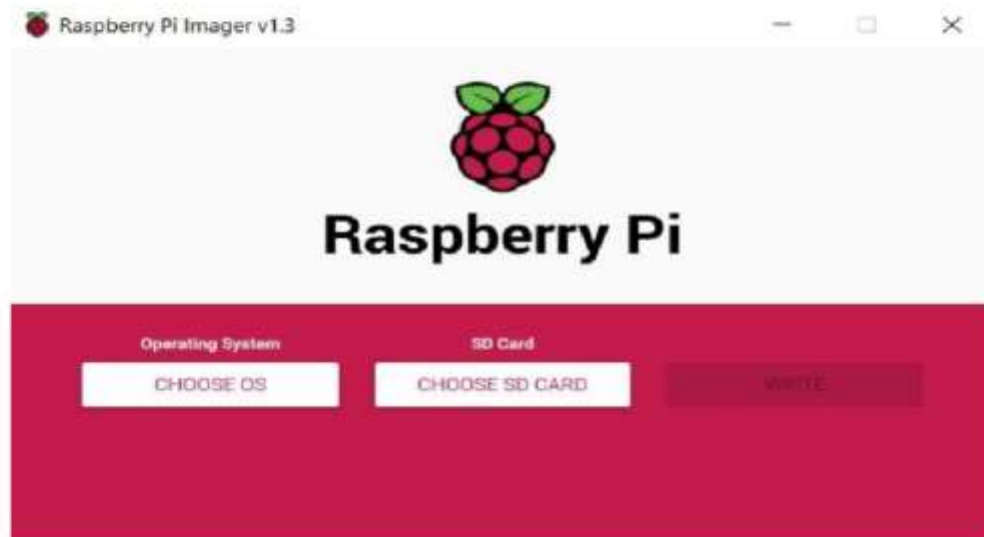 Raspberry Pi Imager v1.3
Raspberry Pi
Operating System
SD Card
CHOOSE OS
CHOOSE SD CARD
WRITE